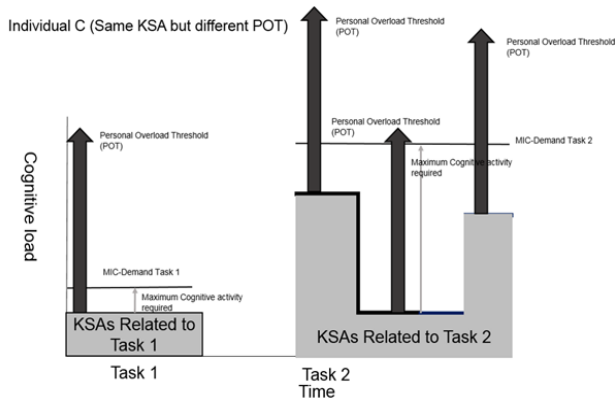 Individual C (Same KSA but different POT)
Personal Overload Threshold
(POT)
Personal Overload Threshold
(POT)
Personal Overload Threshold
(POT)
Personal Overload Threshold
(POT)
MIC-Demand Task 2
Maximum Cognitive activity
required
Cognitive load
MIC-Demand Task 1
Maximum Cognitive activity
required
KSAs Related to
Task 1
KSAs Related to Task 2
Task 1
Task 2
Time